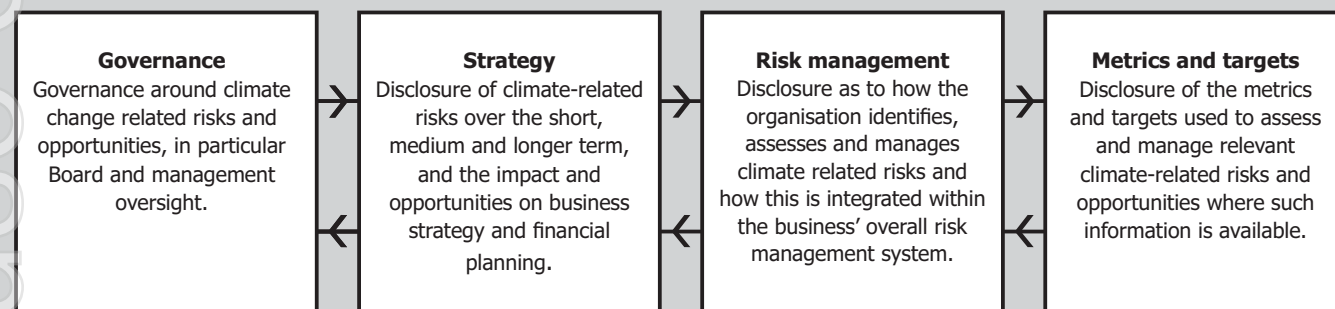 Governance
Governance around climate
change related risks and
opportunities, in particular
Board and management
oversight.
Strategy
Disclosure of climate-related
risks over the short,
medium and longer term,
and the impact and
opportunities on business
strategy and financial
planning.
Risk management
Disclosure as to how the
organisation identifies,
assesses and manages
climate related risks and
how this is integrated within
the business’ overall risk
management system.
Metrics and targets
Disclosure of the metrics
and targets used to assess
and manage relevant
climate-related risks and
opportunities where such
information is available.